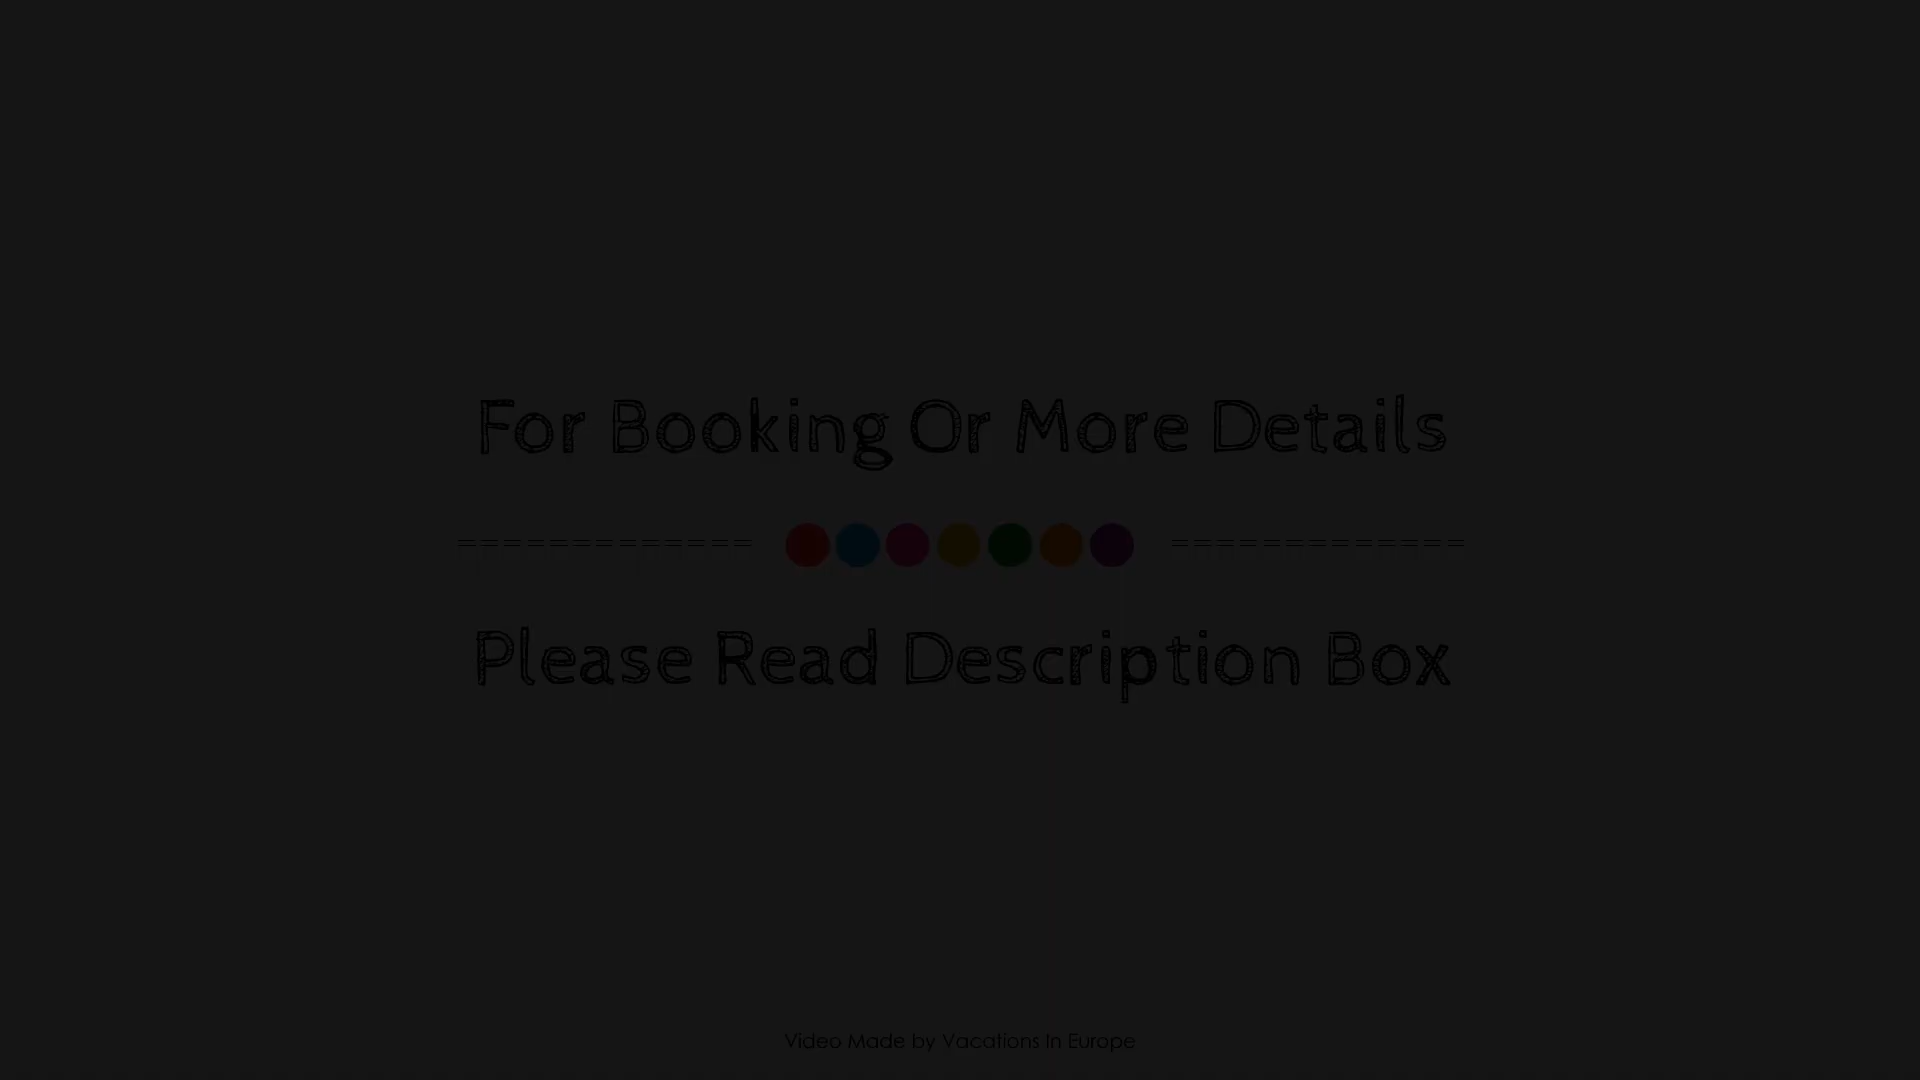 For Booking Or More Details
============= =============
Please Read Description Box
Video Made by Vacations In Europe